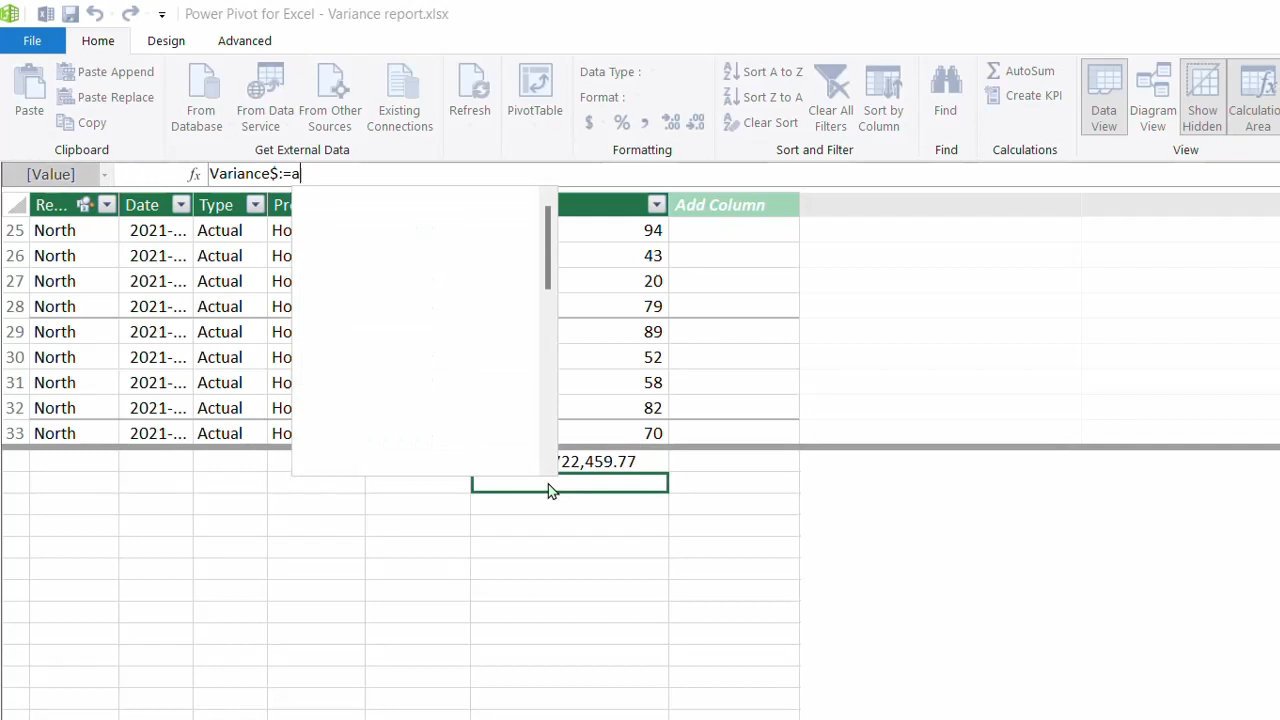 Power Pivot for Excel - Variance report.xlsx
File Home Design Advanced
Paste
Paste Append
Paste Replace
Copy
Clipboard
From Database
From Data Service
From Other Sources
Existing Connections
Get External Data
Refresh
PivotTable
Data Type :
Format :
$ % ,
Formatting
Sort A to Z
Sort Z to A
Clear Sort
Clear All Filters
Sort by Column
Sort and Filter
Find
Find
AutoSum
Create KPI
Calculations
Data View
Diagram View
Show Hidden
Calculation Area
View
[Value] fx Variance$:=a
Re... Date Type Add Column
25 North 2021-... Actual Ho 94
26 North 2021-... Actual Ho 43
27 North 2021-... Actual Ho 20
28 North 2021-... Actual Ho 79
29 North 2021-... Actual Ho 89
30 North 2021-... Actual Ho 52
31 North 2021-... Actual Ho 58
32 North 2021-... Actual Ho 82
33 North 2021-... Actual Ho 70
722,459.77